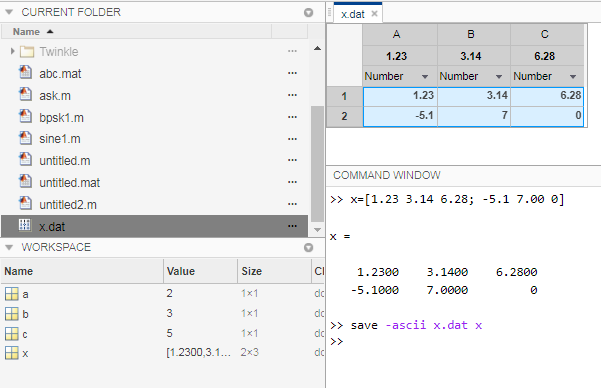 CURRENT FOLDER
Name
Twinkle
abc.mat
ask.m
bpsk1.m
sine1.m
untitled.m
untitled.mat
untitled2.m
x.dat
WORKSPACE
Name Value Size Cl
a 2 1×1 do
b 3 1×1 do
c 5 1×1 do
x [1.2300,3.1... 2×3 do
x.dat
A B C
1.23 3.14 6.28
Number Number Number
1 1.23 3.14 6.28
2 -5.1 7 0
COMMAND WINDOW
>> x=[1.23 3.14 6.28; -5.1 7.00 0]
x =
1.2300 3.1400 6.2800
-5.1000 7.0000 0
>> save -ascii x.dat x
>>